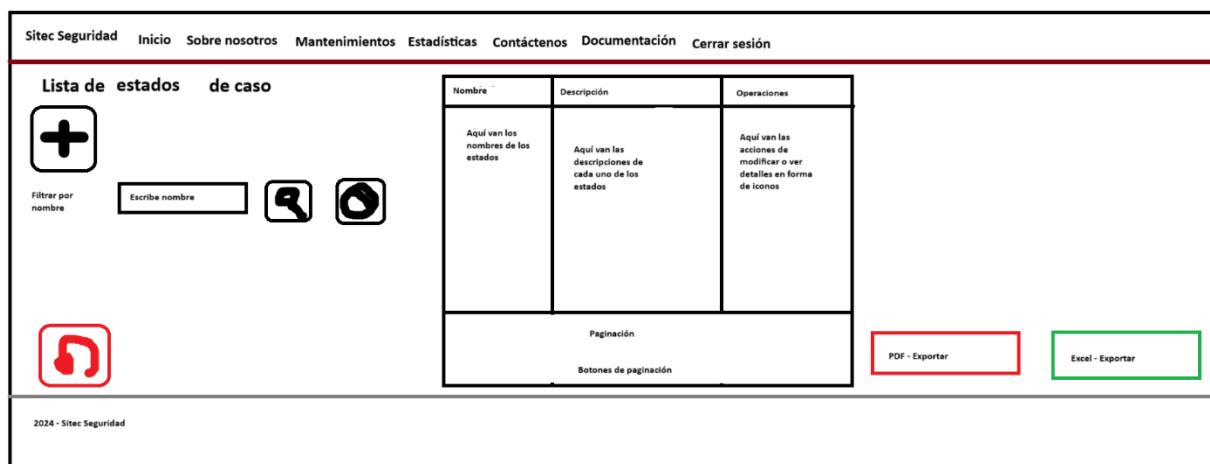 Sitec Seguridad Inicio Sobre nosotros Mantenimientos Estadísticas Contáctenos Documentación Cerrar sesión
Lista de estados de caso
Filtrar por
nombre
Escribe nombre
Nombre Descripción Operaciones
Aquí van los
nombres de los
estados
Aquí van las
descripciones de
cada uno de los
estados
Aquí van las
acciones de
modificar o ver
detalles en forma
de iconos
Paginación
Botones de paginación
PDF - Exportar
Excel - Exportar
2024 - Sitec Seguridad